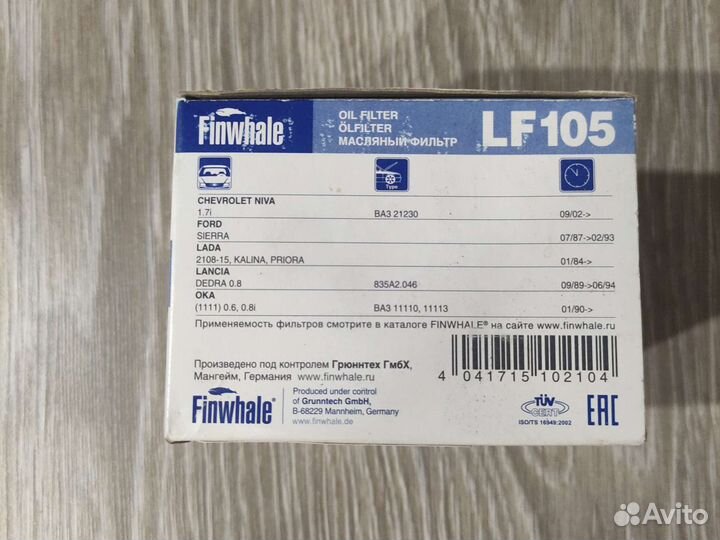 Finwhale®
OIL FILTER
ÖLFILTER
МАСЛЯНЫЙ ФИЛЬТР
LF105
Type
CHEVROLET NIVA
1.7i ВАЗ 21230 09/02->
FORD
SIERRA 07/87->02/93
LADA
2108-15, KALINA, PRIORA 01/84->
LANCIA
DEDRA 0.8 835A2.046 09/89->06/94
OKA
(1111) 0.6, 0.8i ВАЗ 11110, 11113 01/90->
Применяемость фильтров смотрите в каталоге FINWHALE® на сайте www.finwhale.ru
Произведено под контролем Грюннтех ГмбХ,
Мангейм, Германия www.finwhale.ru
4 041715 102104
Finwhale®
Produced under control
of Grunntech GmbH,
B-68229 Mannheim, Germany
www.finwhale.de
TÜV
CERT
ISO/TS 16949:2002
EAC
Avito